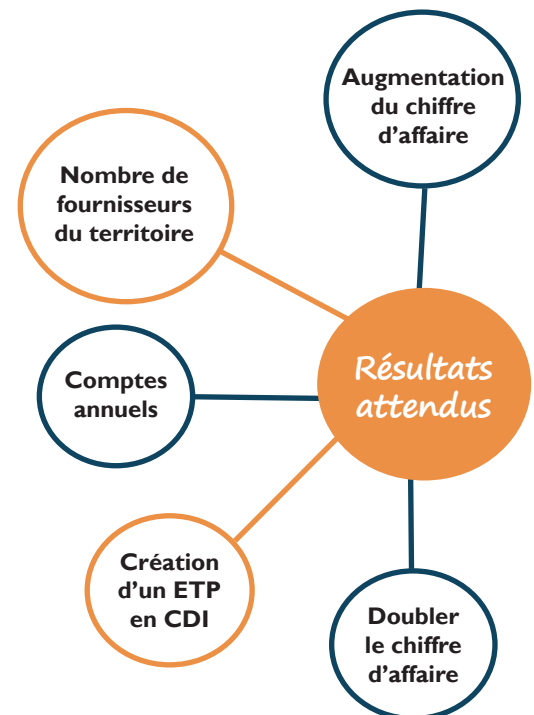 Augmentation
du chiffre
d'affaire
Nombre de
fournisseurs
du territoire
Résultats
attendus
Comptes
annuels
Création
d'un ETP
en CDI
Doubler
le chiffre
d'affaire